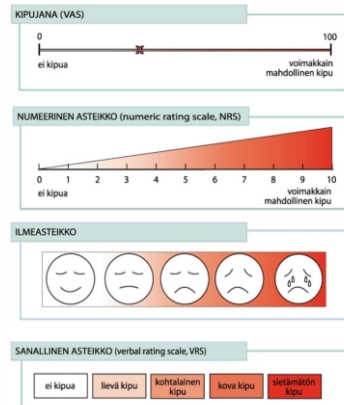 KIPUJANA (VAS)
0 100
ei kipua voimakkain
mahdollinen kipu
NUMEERINEN ASTEIKKO (numeric rating scale, NRS)
0 1 2 3 4 5 6 7 8 9 10
ei kipua voimakkain
mahdollinen kipu
ILMEASTEIKKO
SANALLINEN ASTEIKKO (verbal rating scale, VRS)
ei kipua lievä kipu kohtalainen kipu kova kipu sietämätön kipu